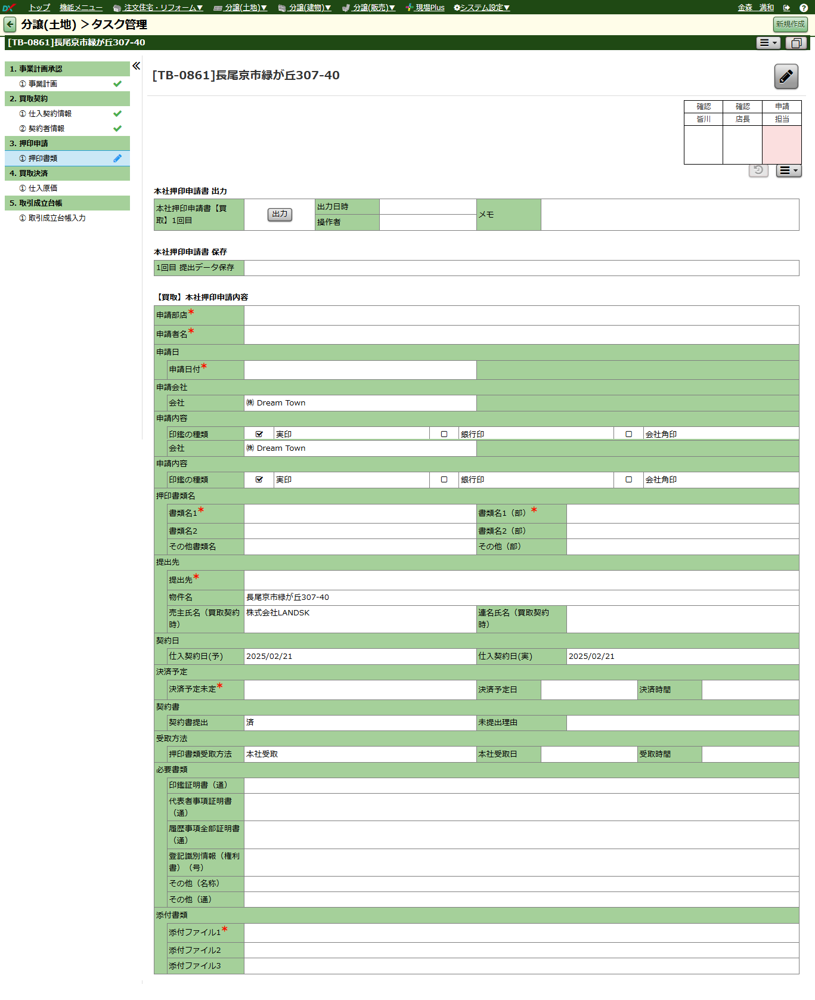 DX トップ 機能メニュー 注文住宅・リフォーム▼ 分譲(土地)▼ 分譲(建物)▼ 分譲(販売)▼ 現場Plus システム設定▼ 金森 満和
分譲(土地) ＞タスク管理 新規作成
[TB-0861]長尾京市緑が丘307-40
1. 事業計画承認
① 事業計画
2. 買取契約
① 仕入契約情報
② 契約者情報
3. 押印申請
① 押印書類
4. 買取決済
① 仕入原価
5. 取引成立台帳
① 取引成立台帳入力
[TB-0861]長尾京市緑が丘307-40
確認 確認 申請
皆川 店長 担当
本社押印申請書 出力
本社押印申請書【買
取】1回目
出力
出力日時
操作者
メモ
本社押印申請書 保存
1回目 提出データ保存
【買取】本社押印申請内容
申請部店*
申請者名*
申請日
申請日付*
申請会社
会社 ㈱ Dream Town
申請内容
印鑑の種類 実印 銀行印 会社角印
会社 ㈱ Dream Town
申請内容
印鑑の種類 実印 銀行印 会社角印
押印書類名
書類名1* 書類名1（部）*
書類名2 書類名2（部）
その他書類名 その他（部）
提出先
提出先*
物件名 長尾京市緑が丘307-40
売主氏名（買取契約
時）
株式会社LANDSK
連名氏名（買取契約
時）
契約日
仕入契約日(予) 2025/02/21 仕入契約日(実) 2025/02/21
決済予定
決済予定未定* 決済予定日 決済時間
契約書
契約書提出 済 未提出理由
受取方法
押印書類受取方法 本社受取 本社受取日 受取時間
必要書類
印鑑証明書（通）
代表者事項証明書
（通）
履歴事項全部証明書
（通）
登記識別情報（権利
書）（号）
その他（名称）
その他（通）
添付書類
添付ファイル1*
添付ファイル2
添付ファイル3